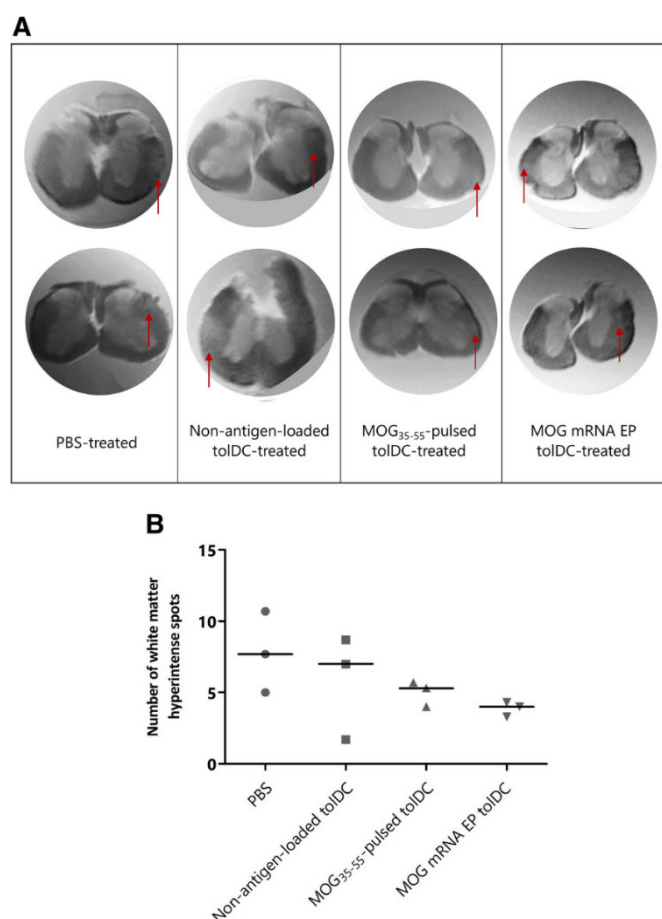 A
PBS-treated
Non-antigen-loaded
tolDC-treated
MOG₃₅₋₅₅-pulsed
tolDC-treated
MOG mRNA EP
tolDC-treated
B
Number of white matter
hyperintense spots
15
10
5
0
PBS
Non-antigen-loaded tolDC
MOG₃₅₋₅₅-pulsed tolDC
MOG mRNA EP tolDC